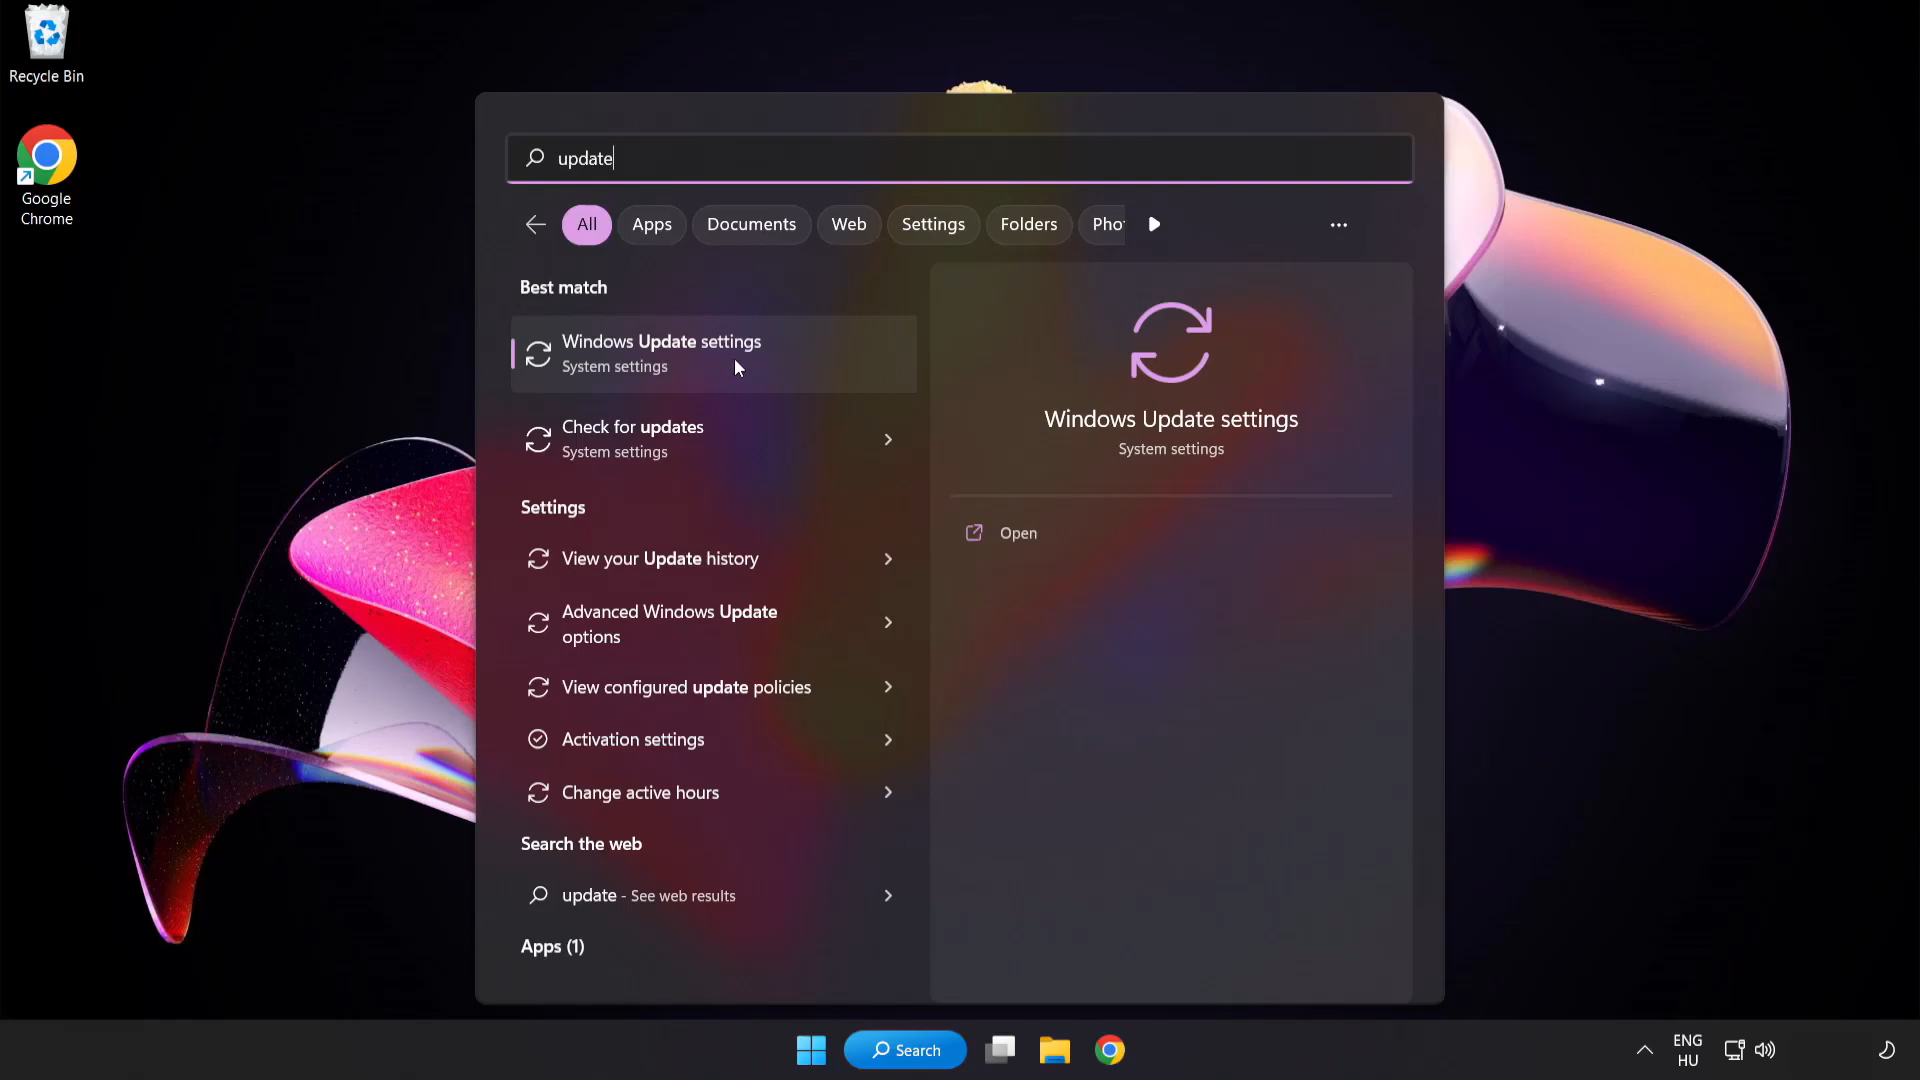 Recycle Bin
Google
Chrome
update
All
Apps
Documents
Web
Settings
Folders
Pho
Best match
Windows Update settings
System settings
Check for updates
System settings
Settings
View your Update history
Advanced Windows Update
options
View configured update policies
Activation settings
Change active hours
Search the web
update - See web results
Apps (1)
Windows Update settings
System settings
Open
Search
ENG
HU